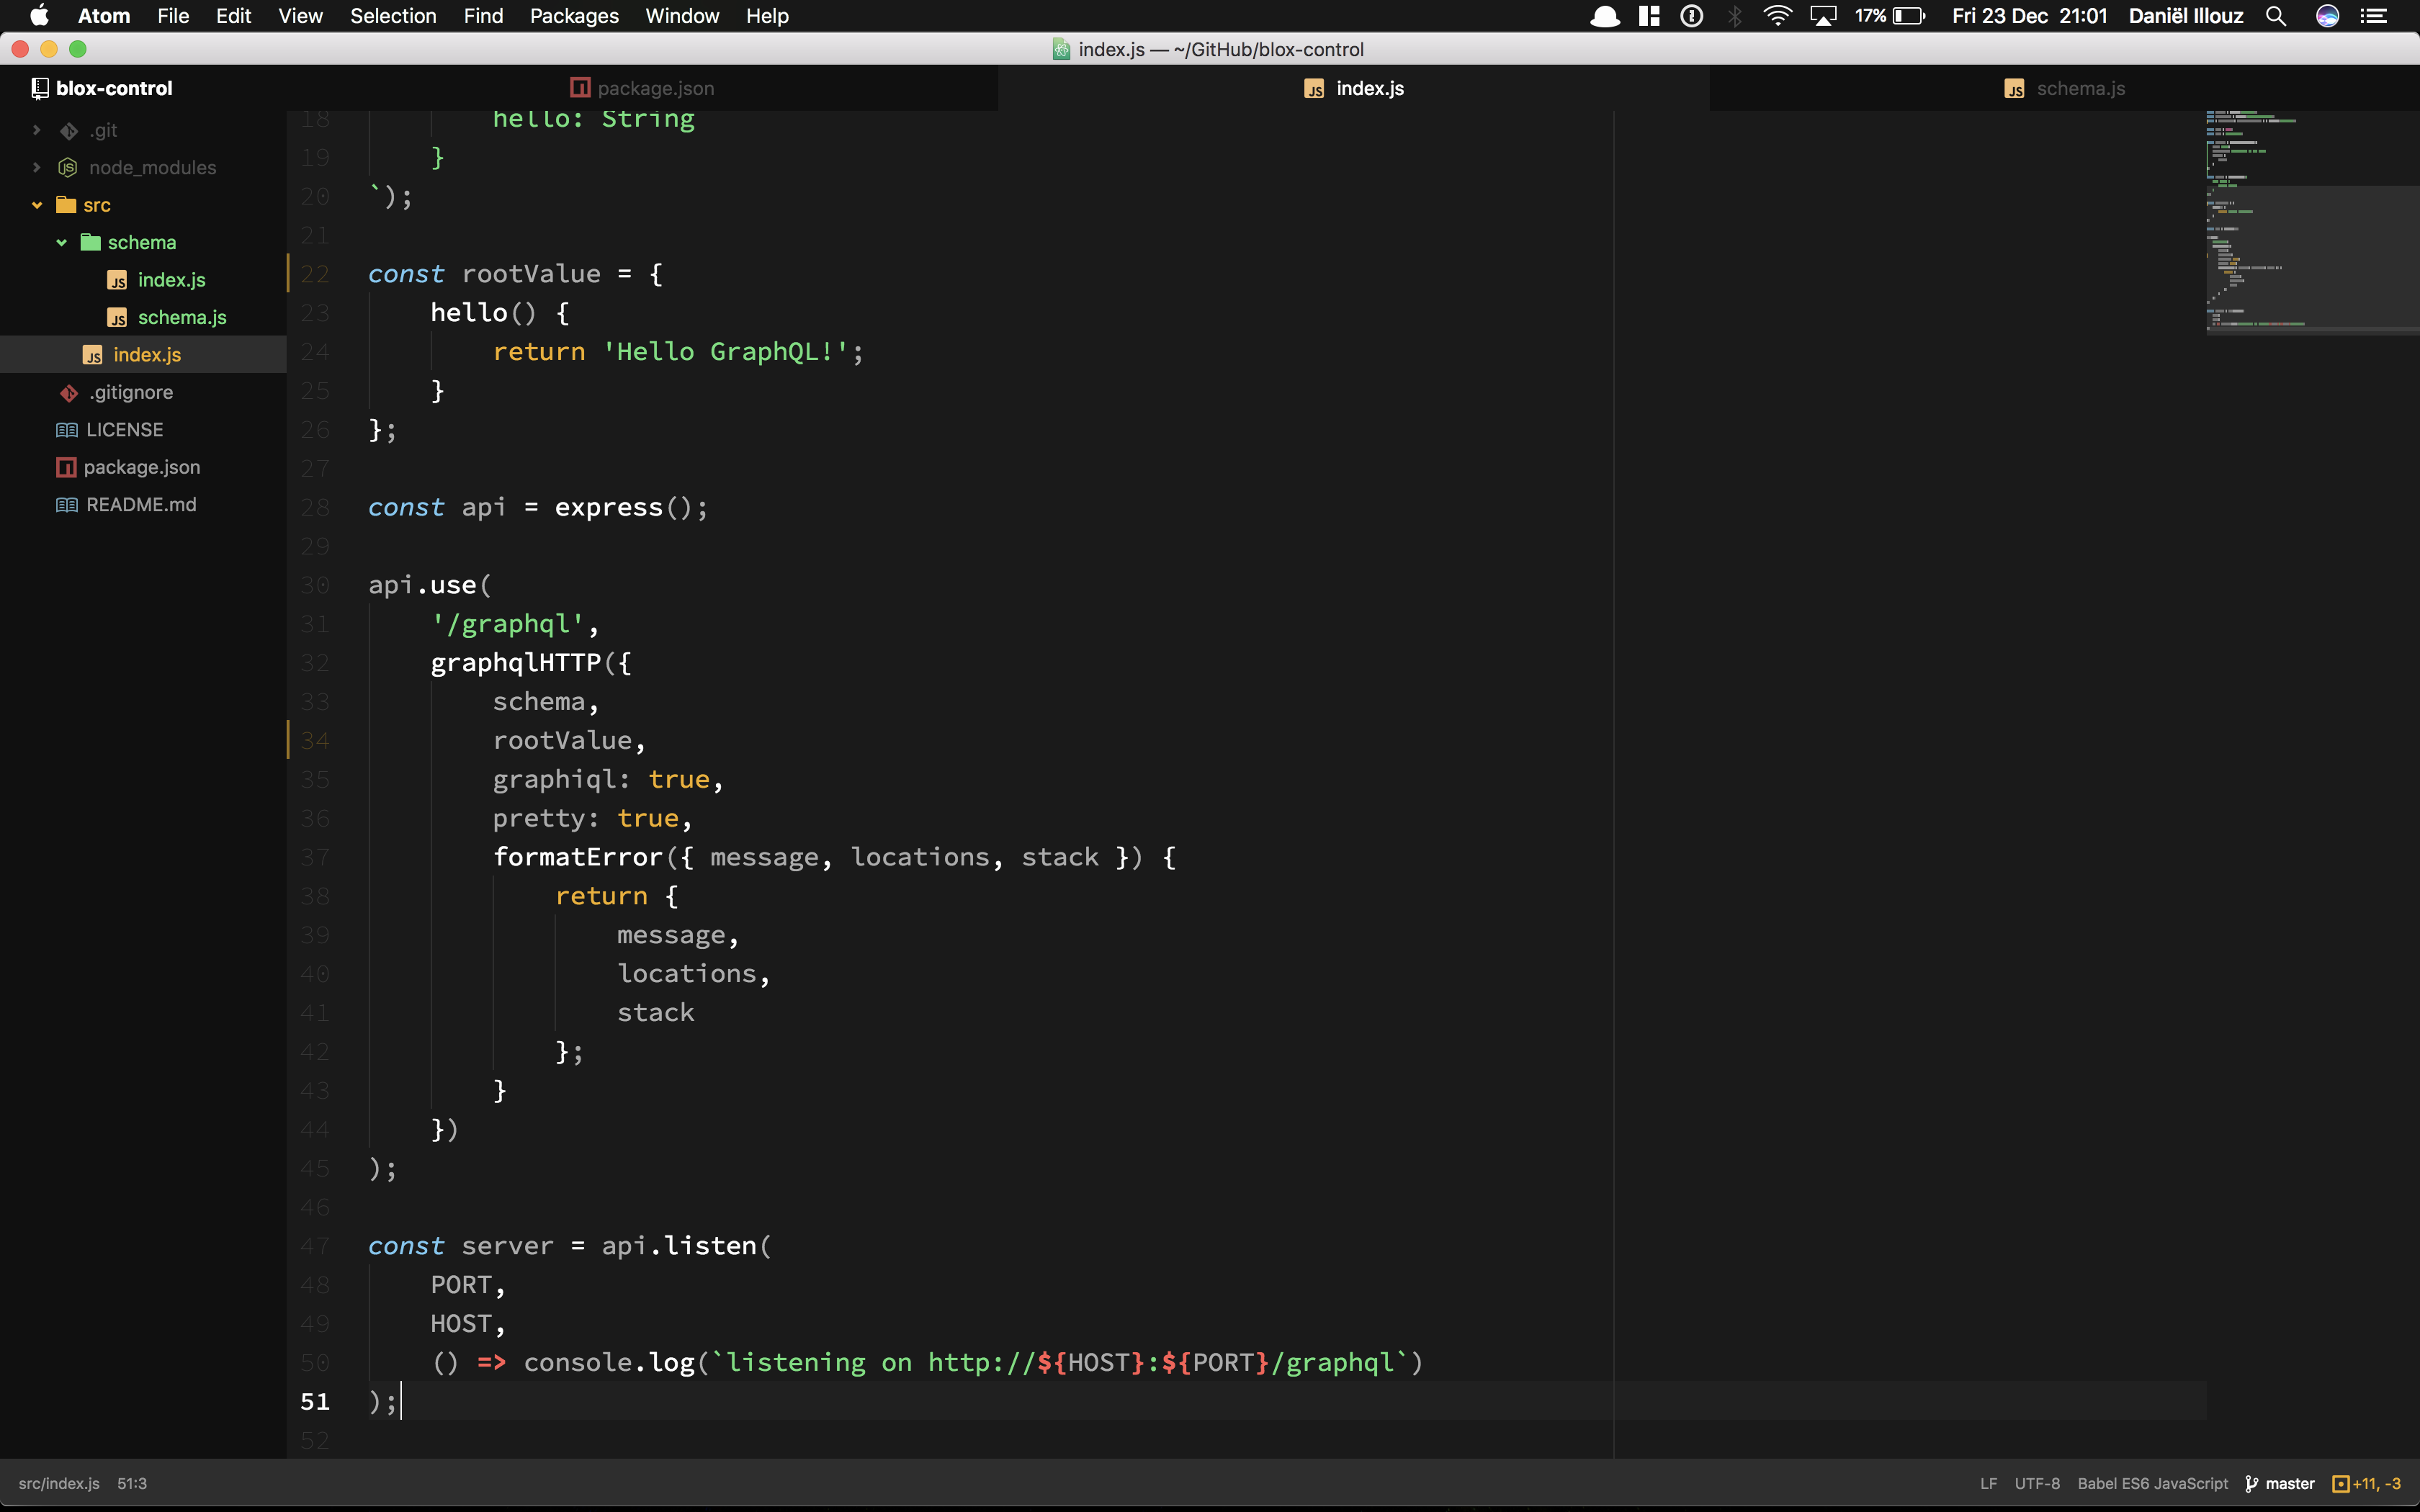 Atom File Edit View Selection Find Packages Window Help 17% Fri 23 Dec 21:01 Daniël Illouz
index.js — ~/GitHub/blox-control
blox-control
package.json
index.js
schema.js
.git
node_modules
src
schema
index.js
schema.js
index.js
.gitignore
LICENSE
package.json
README.md
18 hello: String
19 }
20 `);
21
22 const rootValue = {
23 hello() {
24 return 'Hello GraphQL!';
25 }
26 };
27
28 const api = express();
29
30 api.use(
31 '/graphql',
32 graphqlHTTP({
33 schema,
34 rootValue,
35 graphiql: true,
36 pretty: true,
37 formatError({ message, locations, stack }) {
38 return {
39 message,
40 locations,
41 stack
42 };
43 }
44 })
45 );
46
47 const server = api.listen(
48 PORT,
49 HOST,
50 () => console.log(`listening on http://${HOST}:${PORT}/graphql`)
51 );
52
src/index.js 51:3 LF UTF-8 Babel ES6 JavaScript master +11, -3